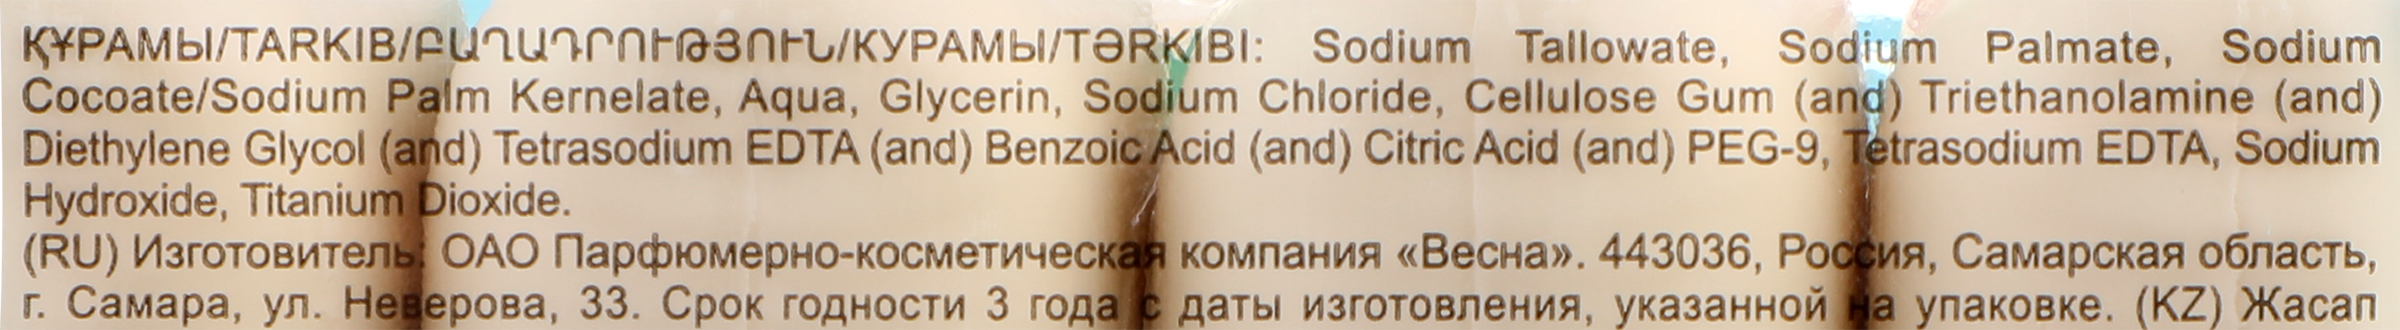 ҚҰРАМЫ/TARKIB/ԲԱՂԱԴՐՈՒԹՅՈՒՆ/КУРАМЫ/TƏRKIBI: Sodium Tallowate, Sodium Palmate, Sodium
Cocoate/Sodium Palm Kernelate, Aqua, Glycerin, Sodium Chloride, Cellulose Gum (and) Triethanolamine (and)
Diethylene Glycol (and) Tetrasodium EDTA (and) Benzoic Acid (and) Citric Acid (and) PEG-9, Tetrasodium EDTA, Sodium
Hydroxide, Titanium Dioxide.
(RU) Изготовитель: ОАО Парфюмерно-косметическая компания «Весна». 443036, Россия, Самарская область,
г. Самара, ул. Неверова, 33. Срок годности 3 года с даты изготовления, указанной на упаковке. (KZ) Жасап